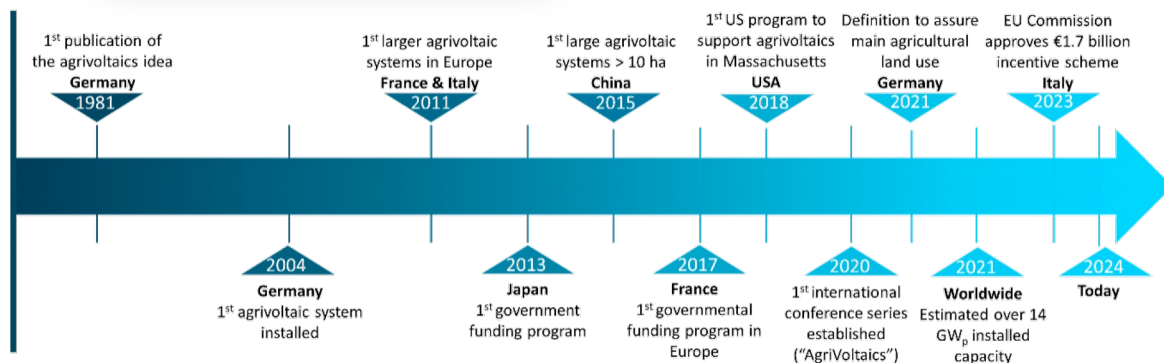 1st publication of
the agrivoltaics idea
Germany
1981
1st larger agrivoltaic
systems in Europe
France & Italy
2011
1st large agrivoltaic
systems > 10 ha
China
2015
1st US program to
support agrivoltaics
in Massachusetts
USA
2018
Definition to assure
main agricultural
land use
Germany
2021
EU Commission
approves €1.7 billion
incentive scheme
Italy
2023
2004
Germany
1st agrivoltaic system
installed
2013
Japan
1st government
funding program
2017
France
1st governmental
funding program in
Europe
2020
1st international
conference series
established
("AgriVoltaics")
2021
Worldwide
Estimated over 14
GWp installed
capacity
2024
Today